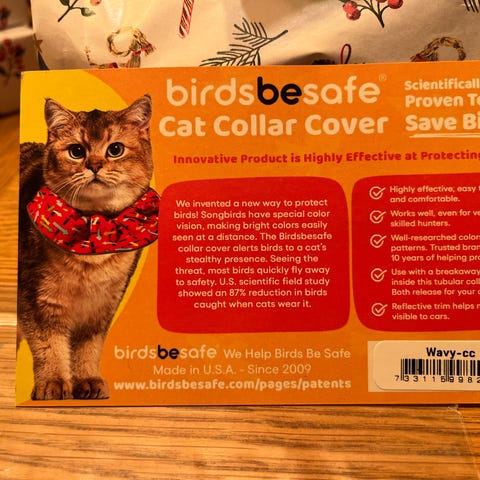 birdsbesafe®
Cat Collar Cover
Scientifically
Proven To
Save
Innovative Product is Highly Effective at Protecting
We invented a new way to protect
birds! Songbirds have special color
vision, making bright colors easily
seen at a distance. The Birdsbesafe
collar cover alerts birds to a cat's
stealthy presence. Seeing the
threat, most birds quickly fly away
to safety. U.S. scientific field study
showed an 87% reduction in birds
caught when cats wear it.
Highly effective, easy
and comfortable.
Works well, even for
skilled hunters.
Well-researched
patterns. Trusted
10 years of helping
Use with a breakaway
inside this tubular
Both release for your
Reflective trim helps
visible to cars.
birdsbesafe We Help Birds Be Safe
Made in U.S.A. - Since 2009
www.birdsbesafe.com/pages/patents
Wavy-cc
7 33115 9982